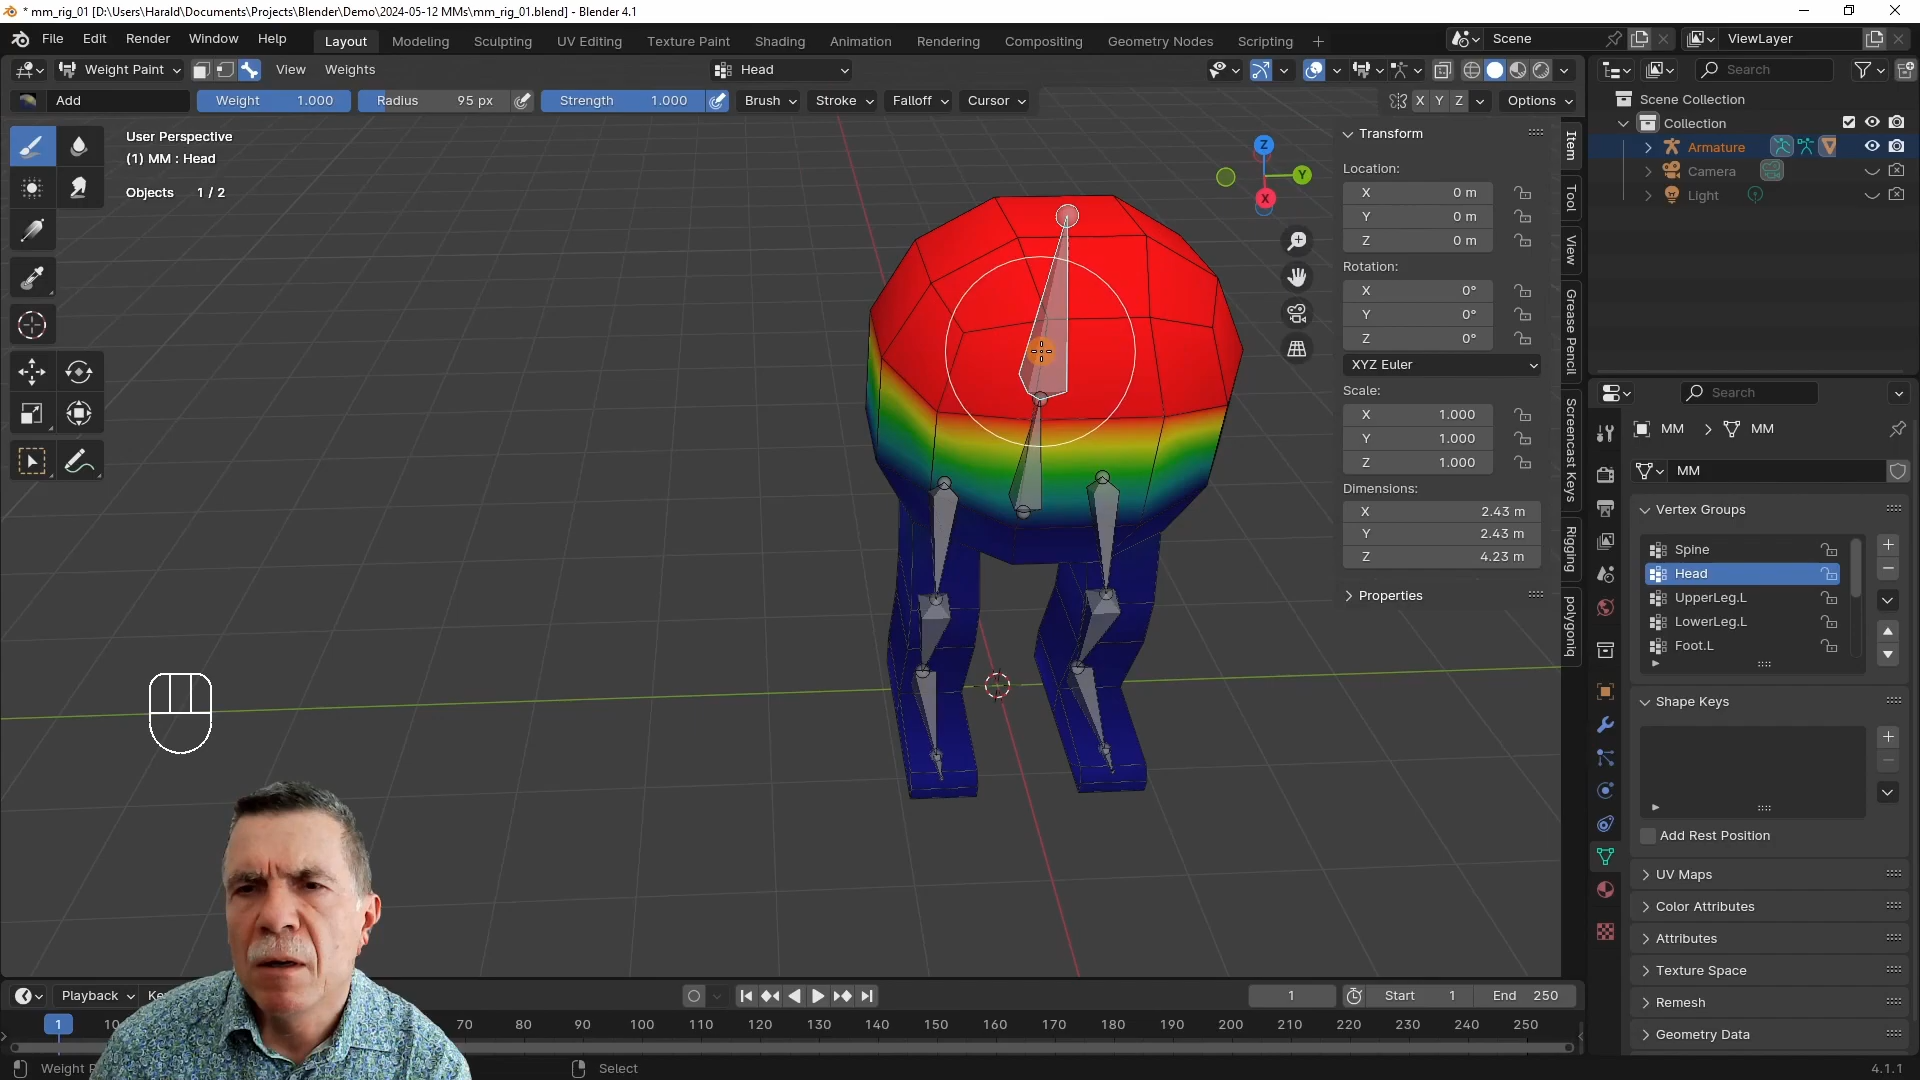 * mm_rig_01 [D:\Users\Harald\Documents\Projects\Blender\Demo\2024-05-12 MMs\mm_rig_01.blend] - Blender 4.1
File Edit Render Window Help Layout Modeling Sculpting UV Editing Texture Paint Shading Animation Rendering Compositing Geometry Nodes Scripting + Scene ViewLayer
Weight Paint View Weights Head Search
Add Weight 1.000 Radius 95 px Strength 1.000 Brush Stroke Falloff Cursor X Y Z Options
User Perspective
(1) MM : Head
Objects 1 / 2
Z
Y
X
Transform
Location:
X 0 m
Y 0 m
Z 0 m
Rotation:
X 0°
Y 0°
Z 0°
XYZ Euler
Scale:
X 1.000
Y 1.000
Z 1.000
Dimensions:
X 2.43 m
Y 2.43 m
Z 4.23 m
Properties
Item
Tool
View
Grease Pencil
Screencast Keys
Rigging
polygoniq
Scene Collection
Collection
Armature
Camera
Light
Search
MM > MM
MM
Vertex Groups
Spine
Head
UpperLeg.L
LowerLeg.L
Foot.L
Shape Keys
Add Rest Position
UV Maps
Color Attributes
Attributes
Texture Space
Remesh
Geometry Data
Playback 1 Start 1 End 250
1 10 70 80 90 100 110 120 130 140 150 160 170 180 190 200 210 220 230 240 250
Weight Select 4.1.1